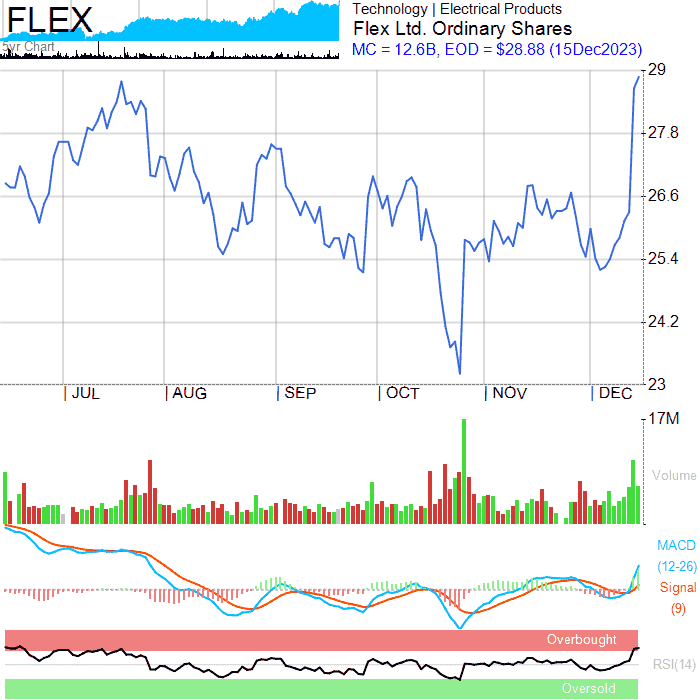 FLEX
5yr Chart
Technology | Electrical Products
Flex Ltd. Ordinary Shares
MC = 12.6B, EOD = $28.88 (15Dec2023)
29
27.8
26.6
25.4
24.2
23
JUL AUG SEP OCT NOV DEC
17M
Volume
MACD
(12-26)
Signal
(9)
Overbought
RSI(14)
Oversold